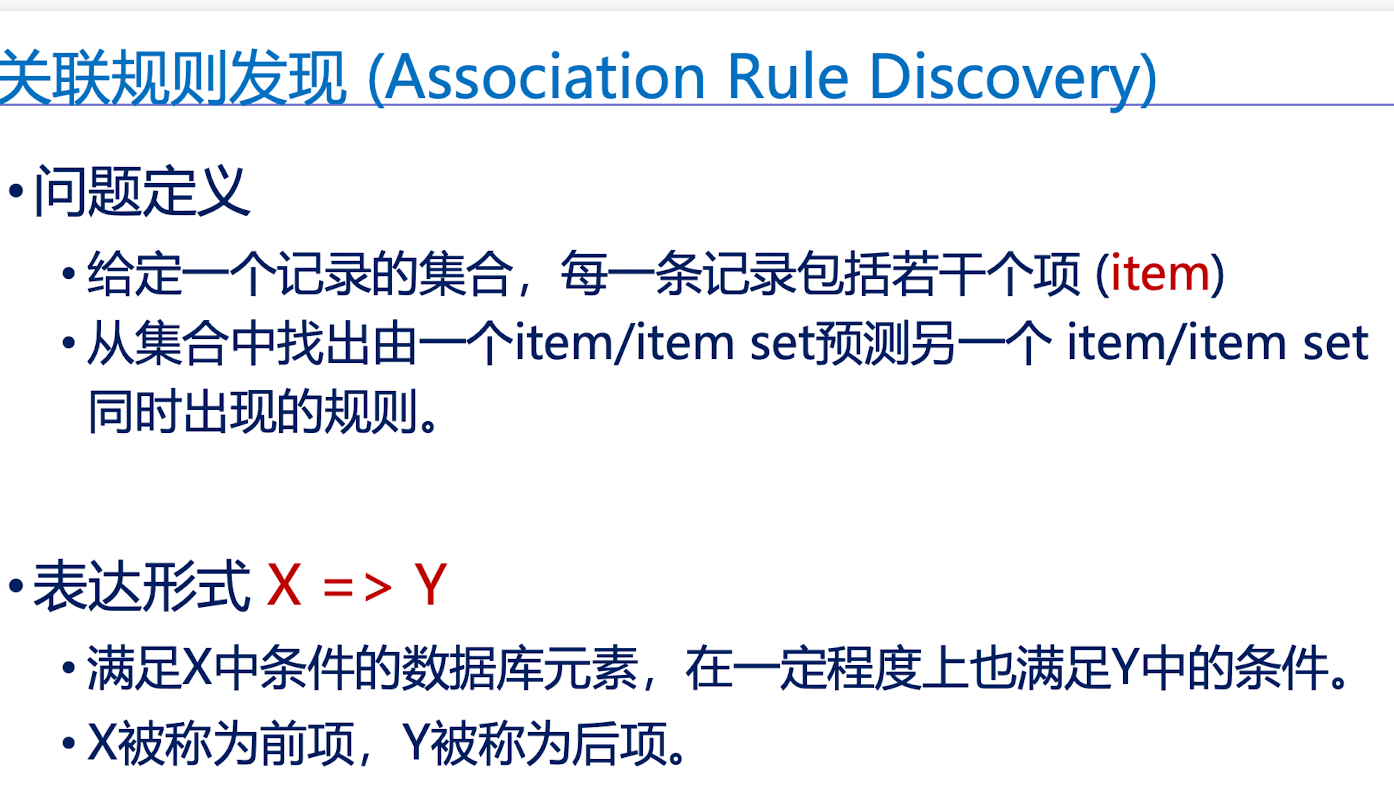 关联规则发现 (Association Rule Discovery)
•问题定义
•给定一个记录的集合，每一条记录包括若干个项 (item)
•从集合中找出由一个item/item set预测另一个 item/item set
同时出现的规则。
•表达形式 X => Y
•满足X中条件的数据库元素，在一定程度上也满足Y中的条件。
•X被称为前项，Y被称为后项。